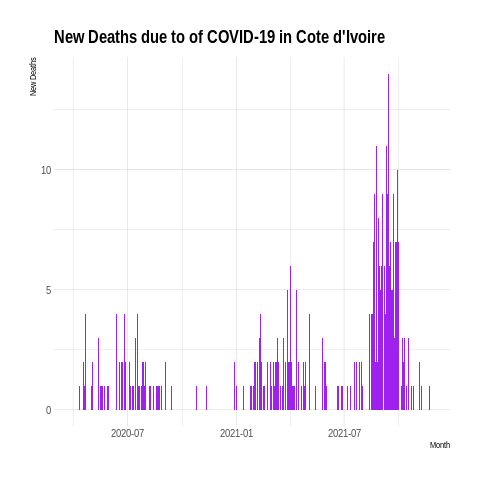 New Deaths due to of COVID-19 in Cote d'Ivoire
New Deaths
10
5
0
2020-07
2021-01
2021-07
Month